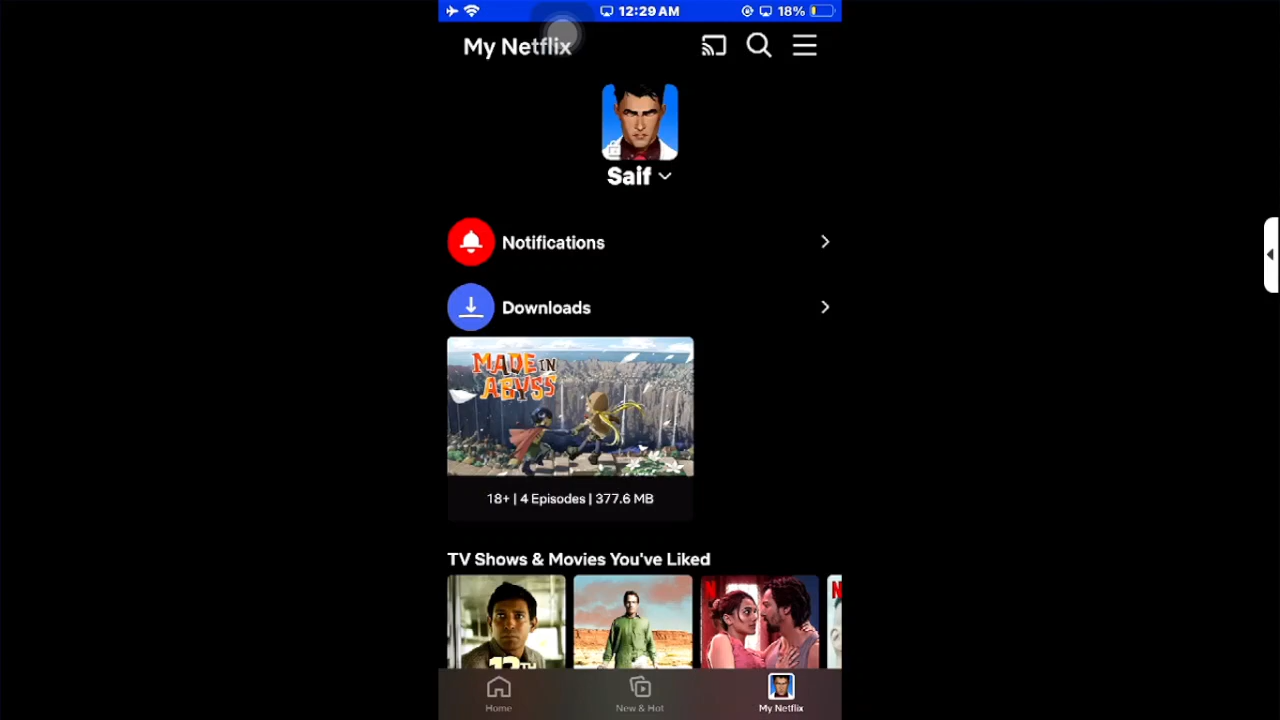 12:29 AM
18%
My Netflix
Saif
Notifications
Downloads
MADE IN
ABYSS
18+ | 4 Episodes | 377.6 MB
TV Shows & Movies You've Liked
N
N
12TH
Home
New & Hot
My Netflix